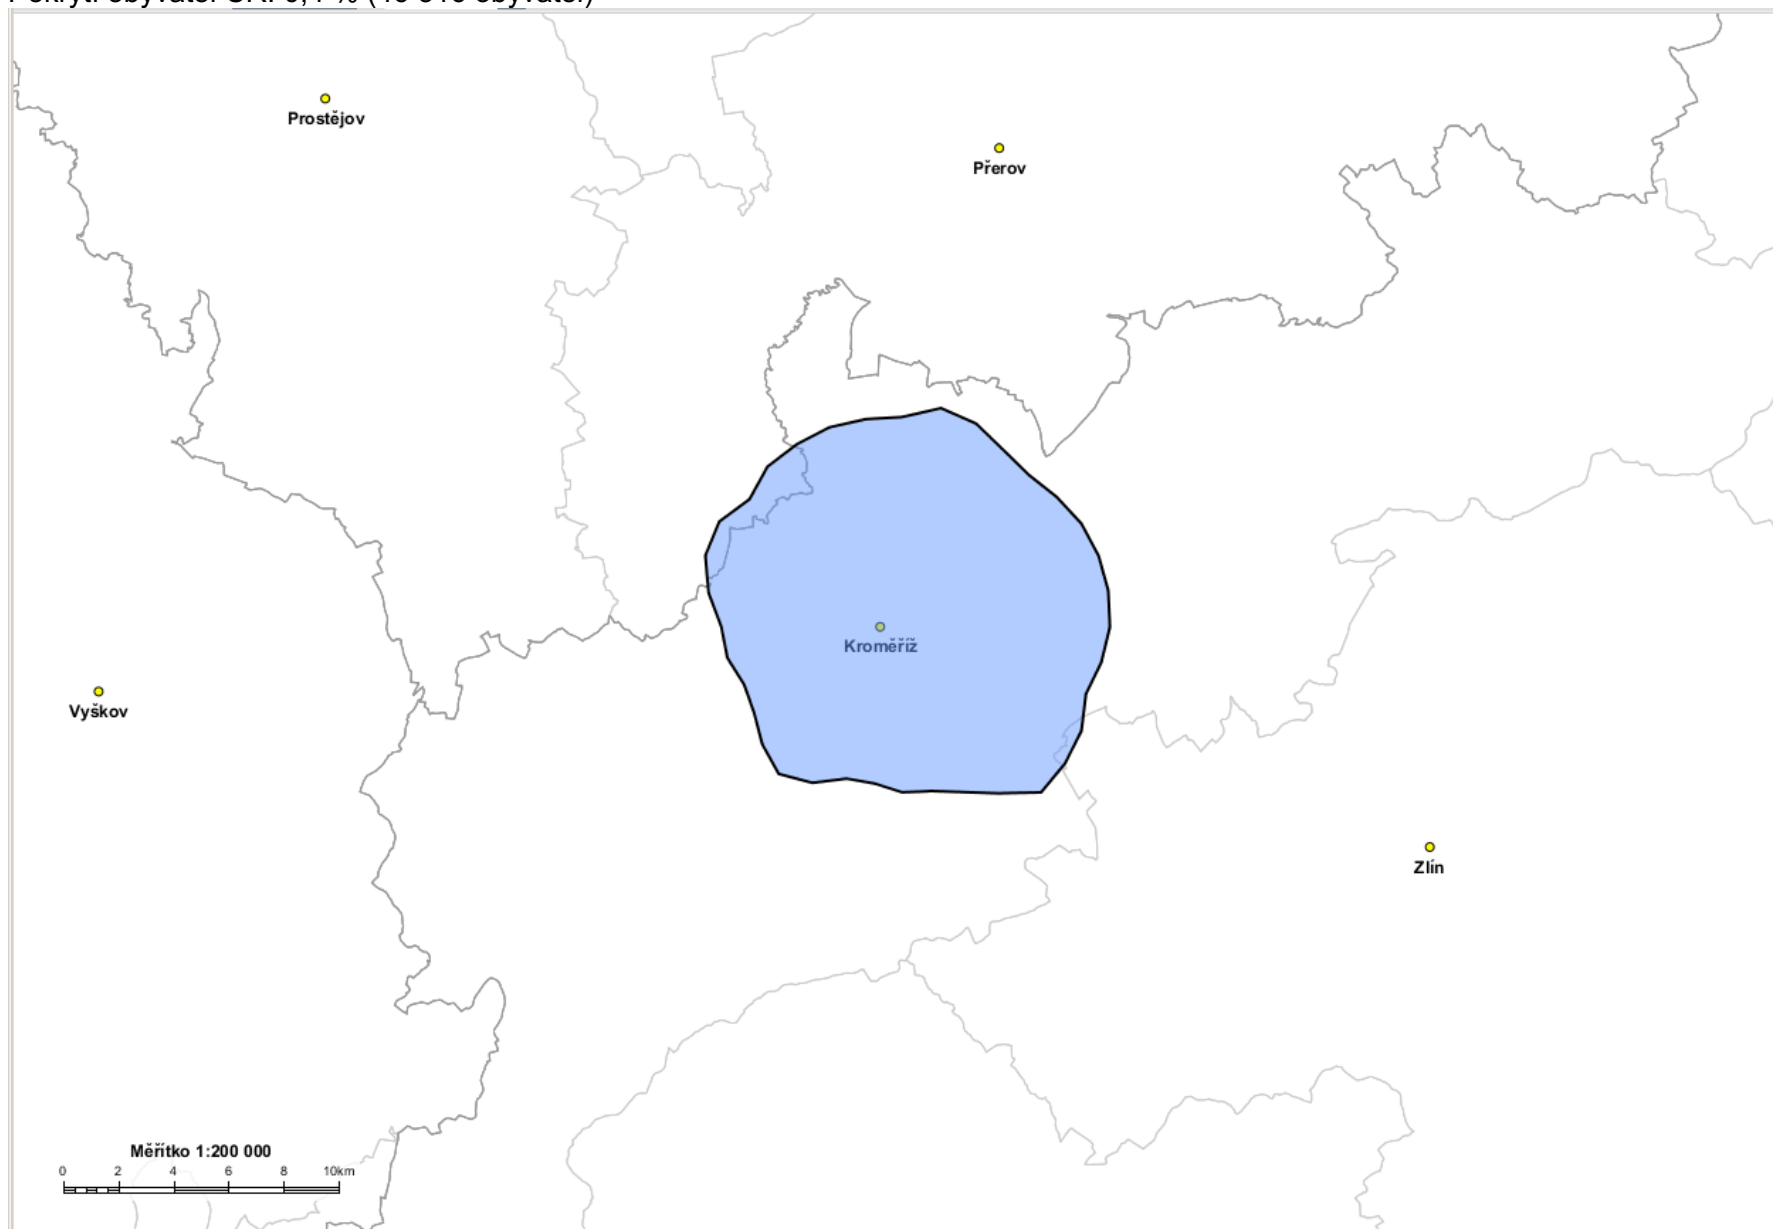 Prostějov
Přerov
Kroměříž
Vyškov
Zlín
Měřítko 1:200 000
0 2 4 6 8 10km